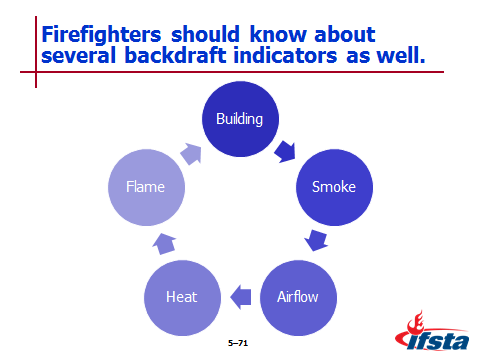 Firefighters should know about
several backdraft indicators as well.
Building
Smoke
Airflow
Heat
Flame
5–71
ifsta